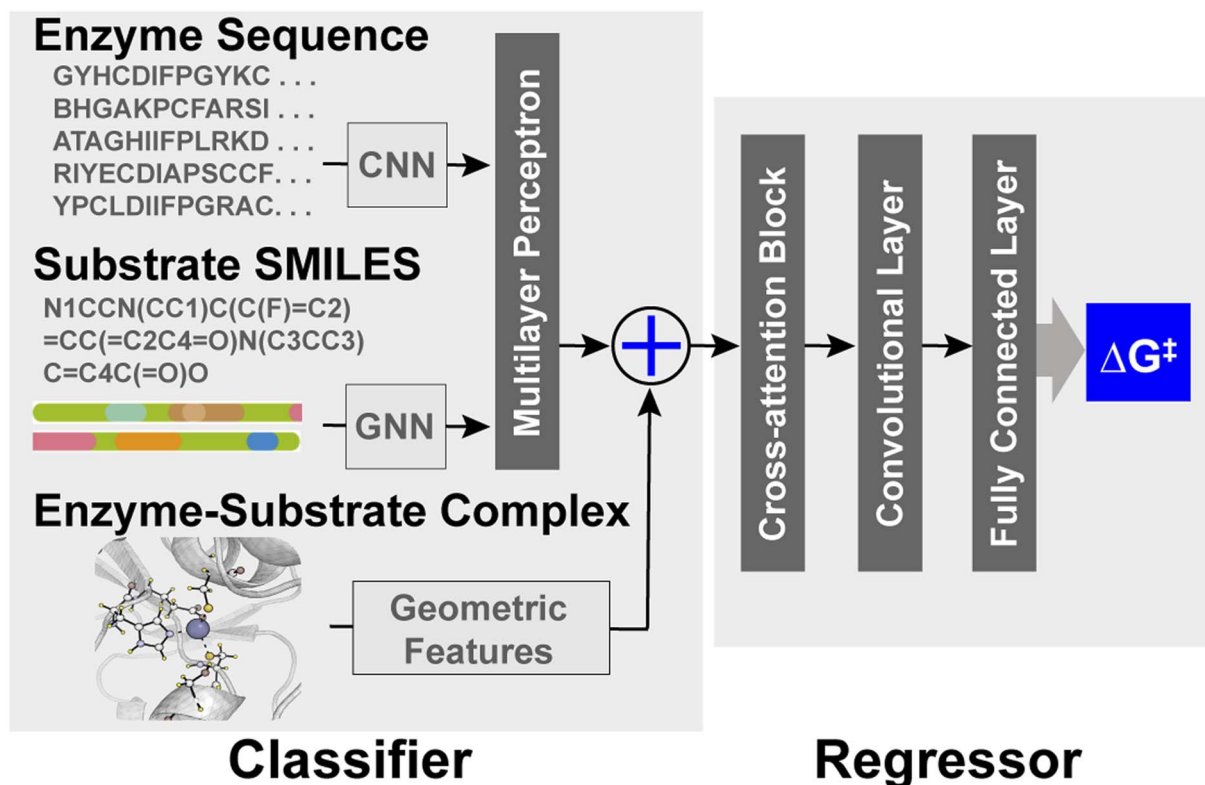 Enzyme Sequence
GYHCDIFPGYKC . . .
BHGAKPCFARSI . . .
ATAGHIIFPLRKD . . .
RIYECDIAPSCCF. . .
YPCLDIIFPGRAC. . .
CNN
Substrate SMILES
N1CCN(CC1)C(C(F)=C2)
=CC(=C2C4=O)N(C3CC3)
C=C4C(=O)O
GNN
Multilayer Perceptron
Enzyme-Substrate Complex
Geometric
Features
Classifier
Cross-attention Block
Convolutional Layer
Fully Connected Layer
ΔG‡
Regressor